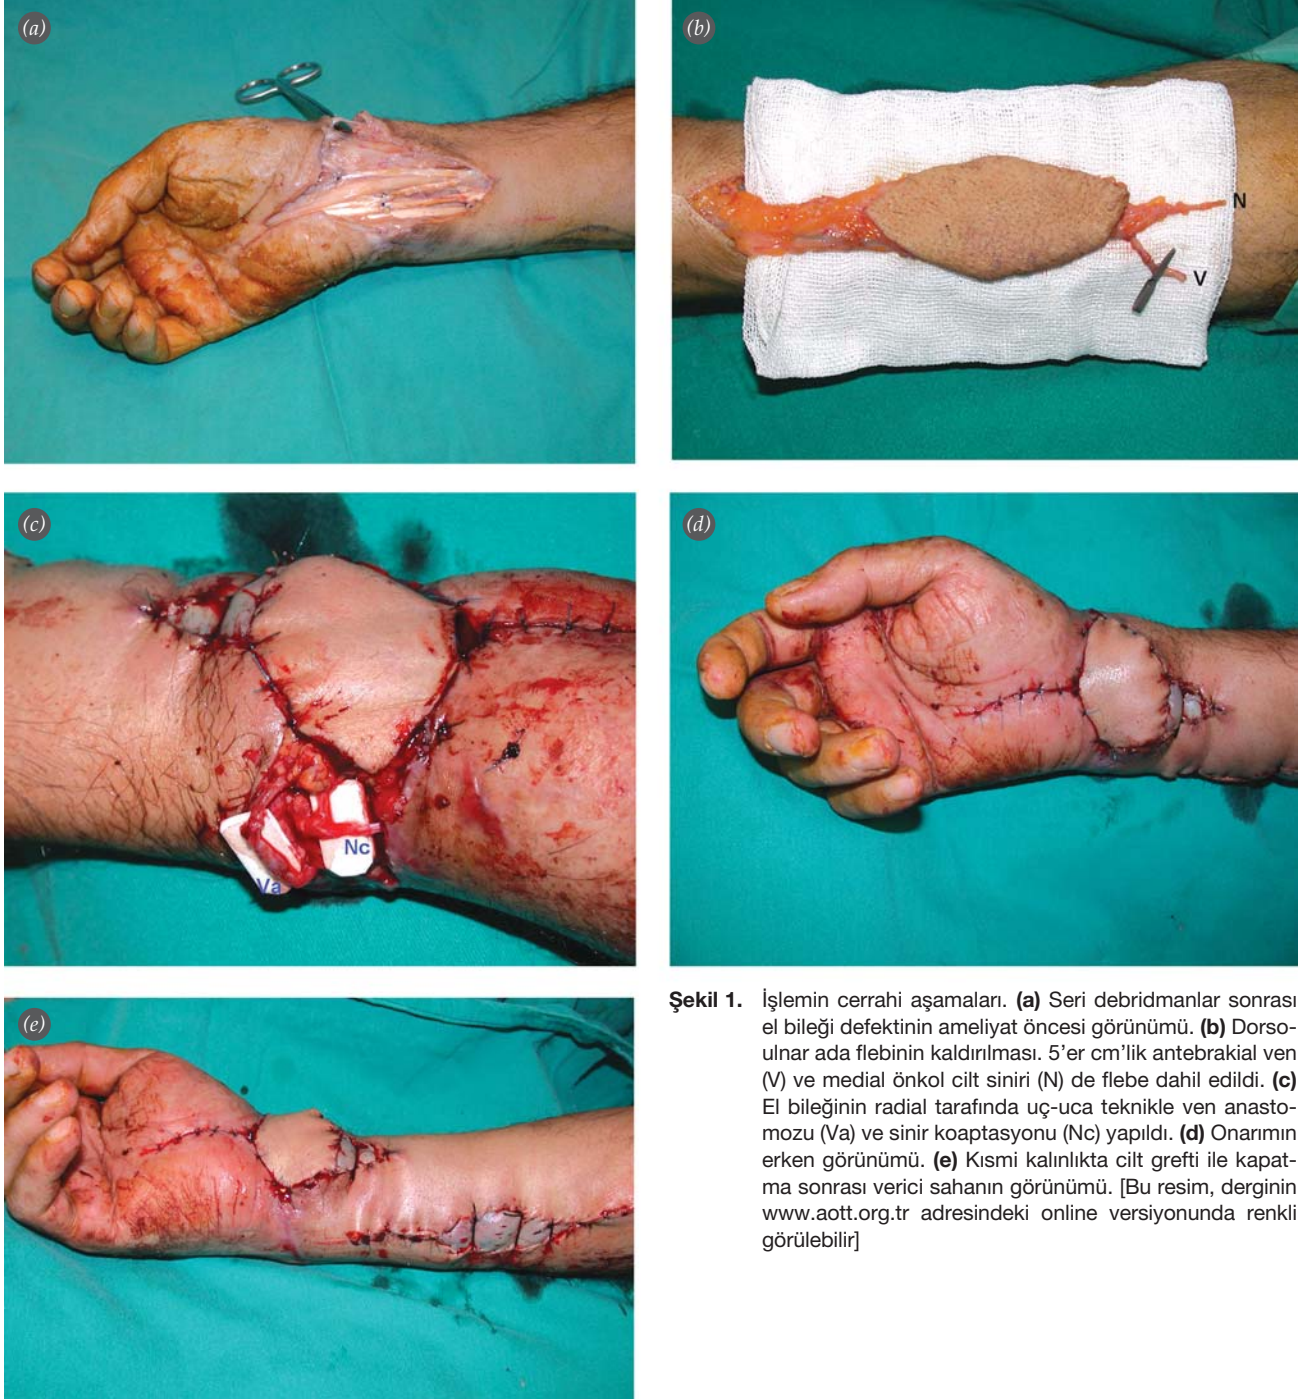 (a)
(b)
N
V
(c)
Nc
Va
(d)
(e)
Şekil 1. İşlemin cerrahi aşamaları. (a) Seri debridmanlar sonrası
el bileği defektinin ameliyat öncesi görünümü. (b) Dorso-
ulnar ada flebinin kaldırılması. 5’er cm’lik antebrakial ven
(V) ve medial önkol cilt siniri (N) de flebe dahil edildi. (c)
El bileğinin radial tarafında uç-uca teknikle ven anasto-
mozu (Va) ve sinir koaptasyonu (Nc) yapıldı. (d) Onarımın
erken görünümü. (e) Kısmi kalınlıkta cilt grefti ile kapat-
ma sonrası verici sahanın görünümü. [Bu resim, derginin
www.aott.org.tr adresindeki online versiyonunda renkli
görülebilir]